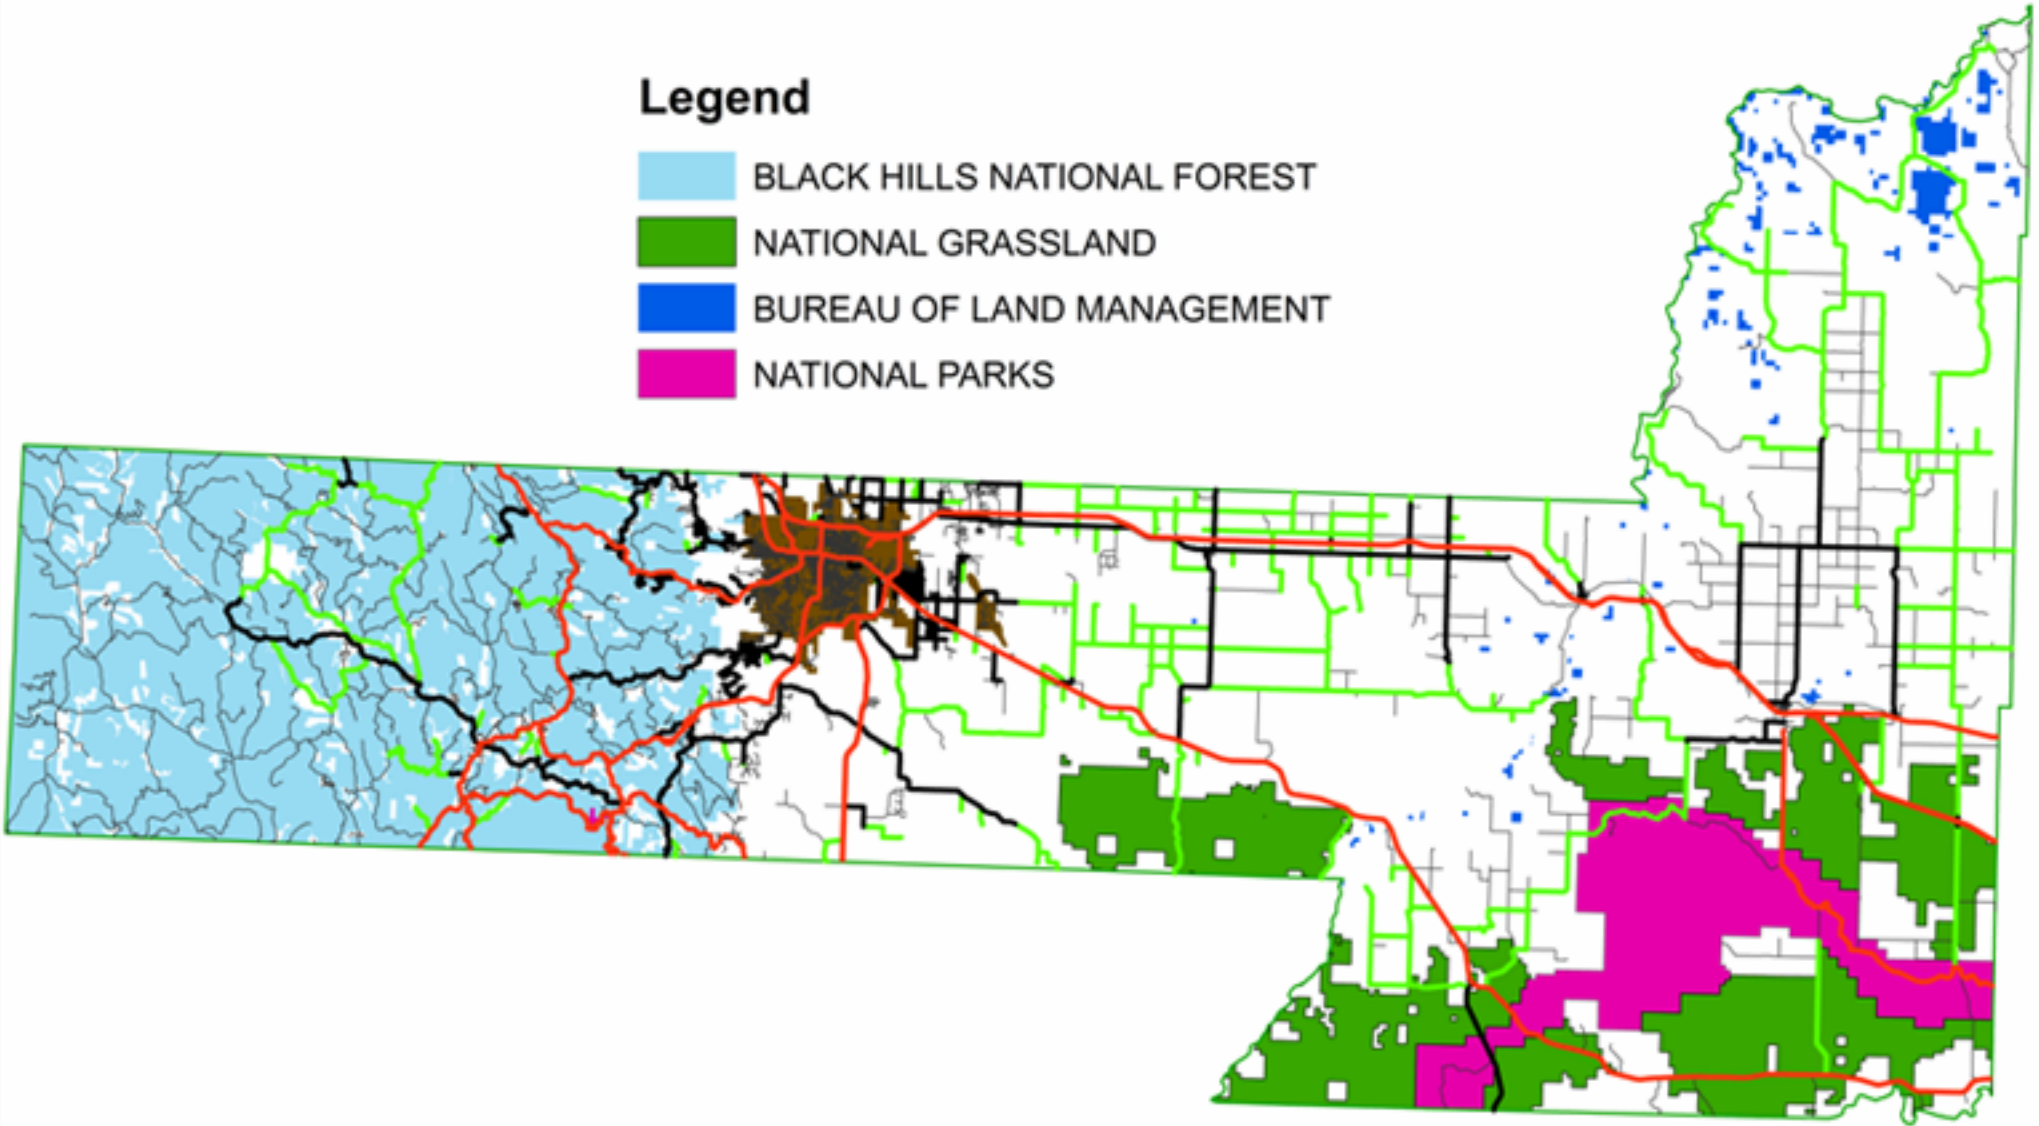 Legend
BLACK HILLS NATIONAL FOREST
NATIONAL GRASSLAND
BUREAU OF LAND MANAGEMENT
NATIONAL PARKS